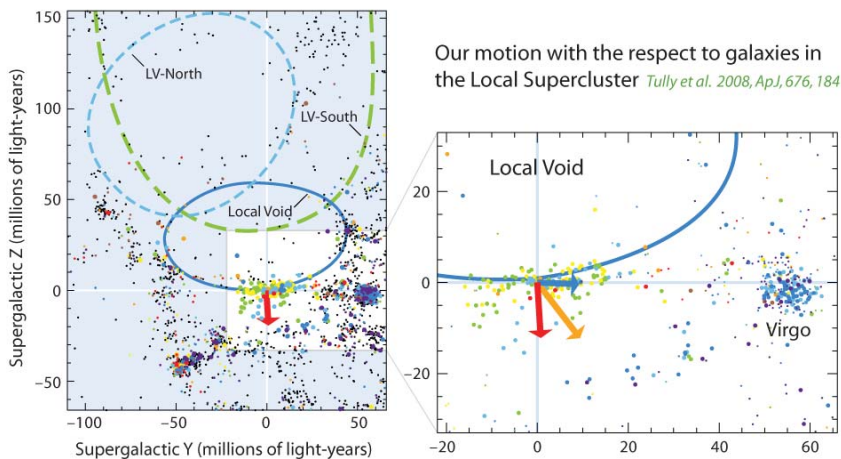 Our motion with the respect to galaxies in
the Local Supercluster Tully et al. 2008, ApJ, 676, 184
150
100
50
0
−50
Supergalactic Z (millions of light-years)
LV-North
LV-South
Local Void
−100
−50
0
50
Supergalactic Y (millions of light-years)
20
0
−20
Local Void
Virgo
−20
0
20
40
60